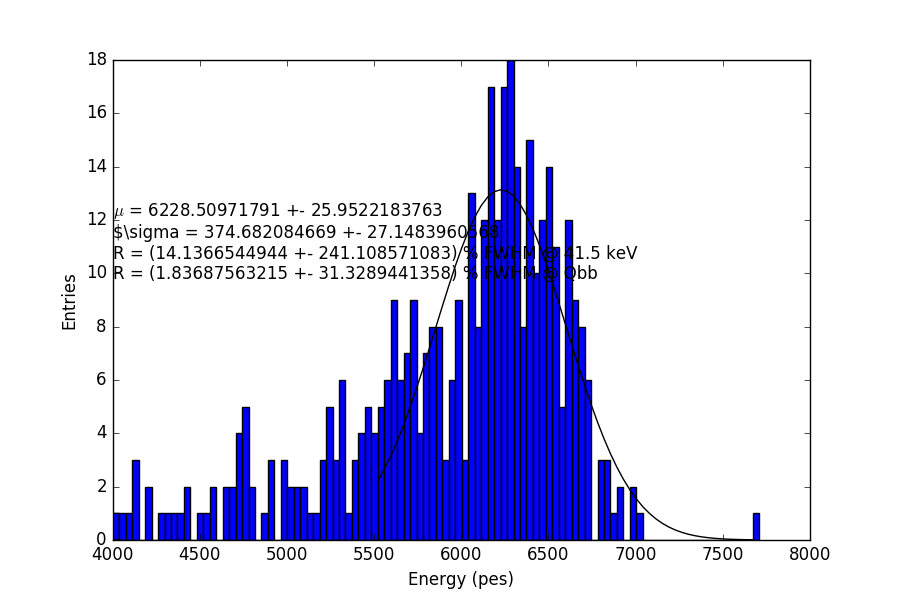 18
16
14
12
10
8
6
4
2
0
μ = 6228.50971791 +- 25.9522183763
$\sigma = 374.682084669 +- 27.1483960568
R = (14.1366544944 +- 241.108571083) % FWHM @ 41.5 keV
R = (1.83687563215 +- 31.3289441358) % FWHM @ Qbb
Entries
4000 4500 5000 5500 6000 6500 7000 7500 8000
Energy (pes)